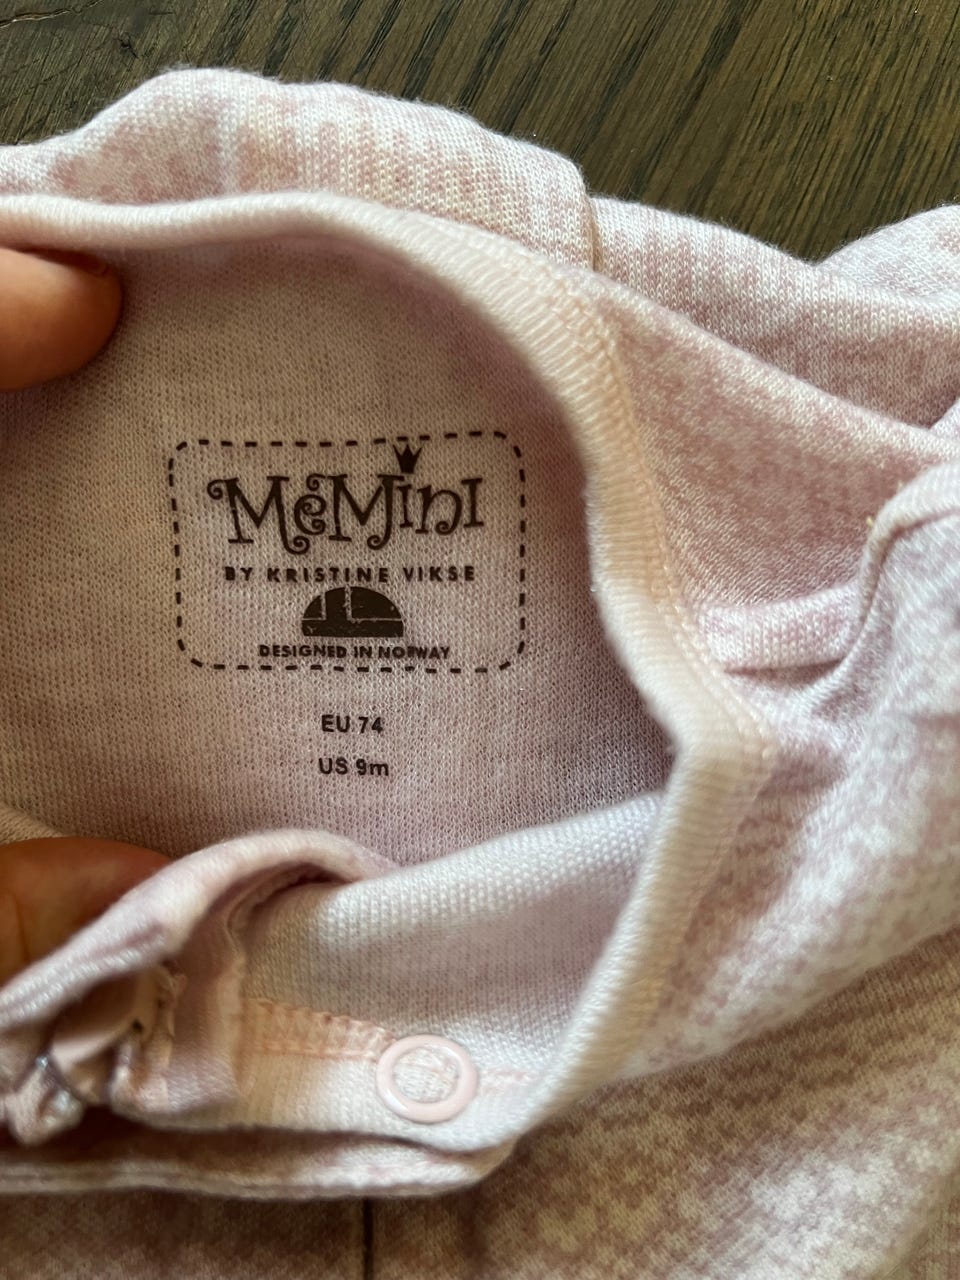 MeMini
BY KRISTINE VIKSE
DESIGNED IN NORWAY
EU 74
US 9m